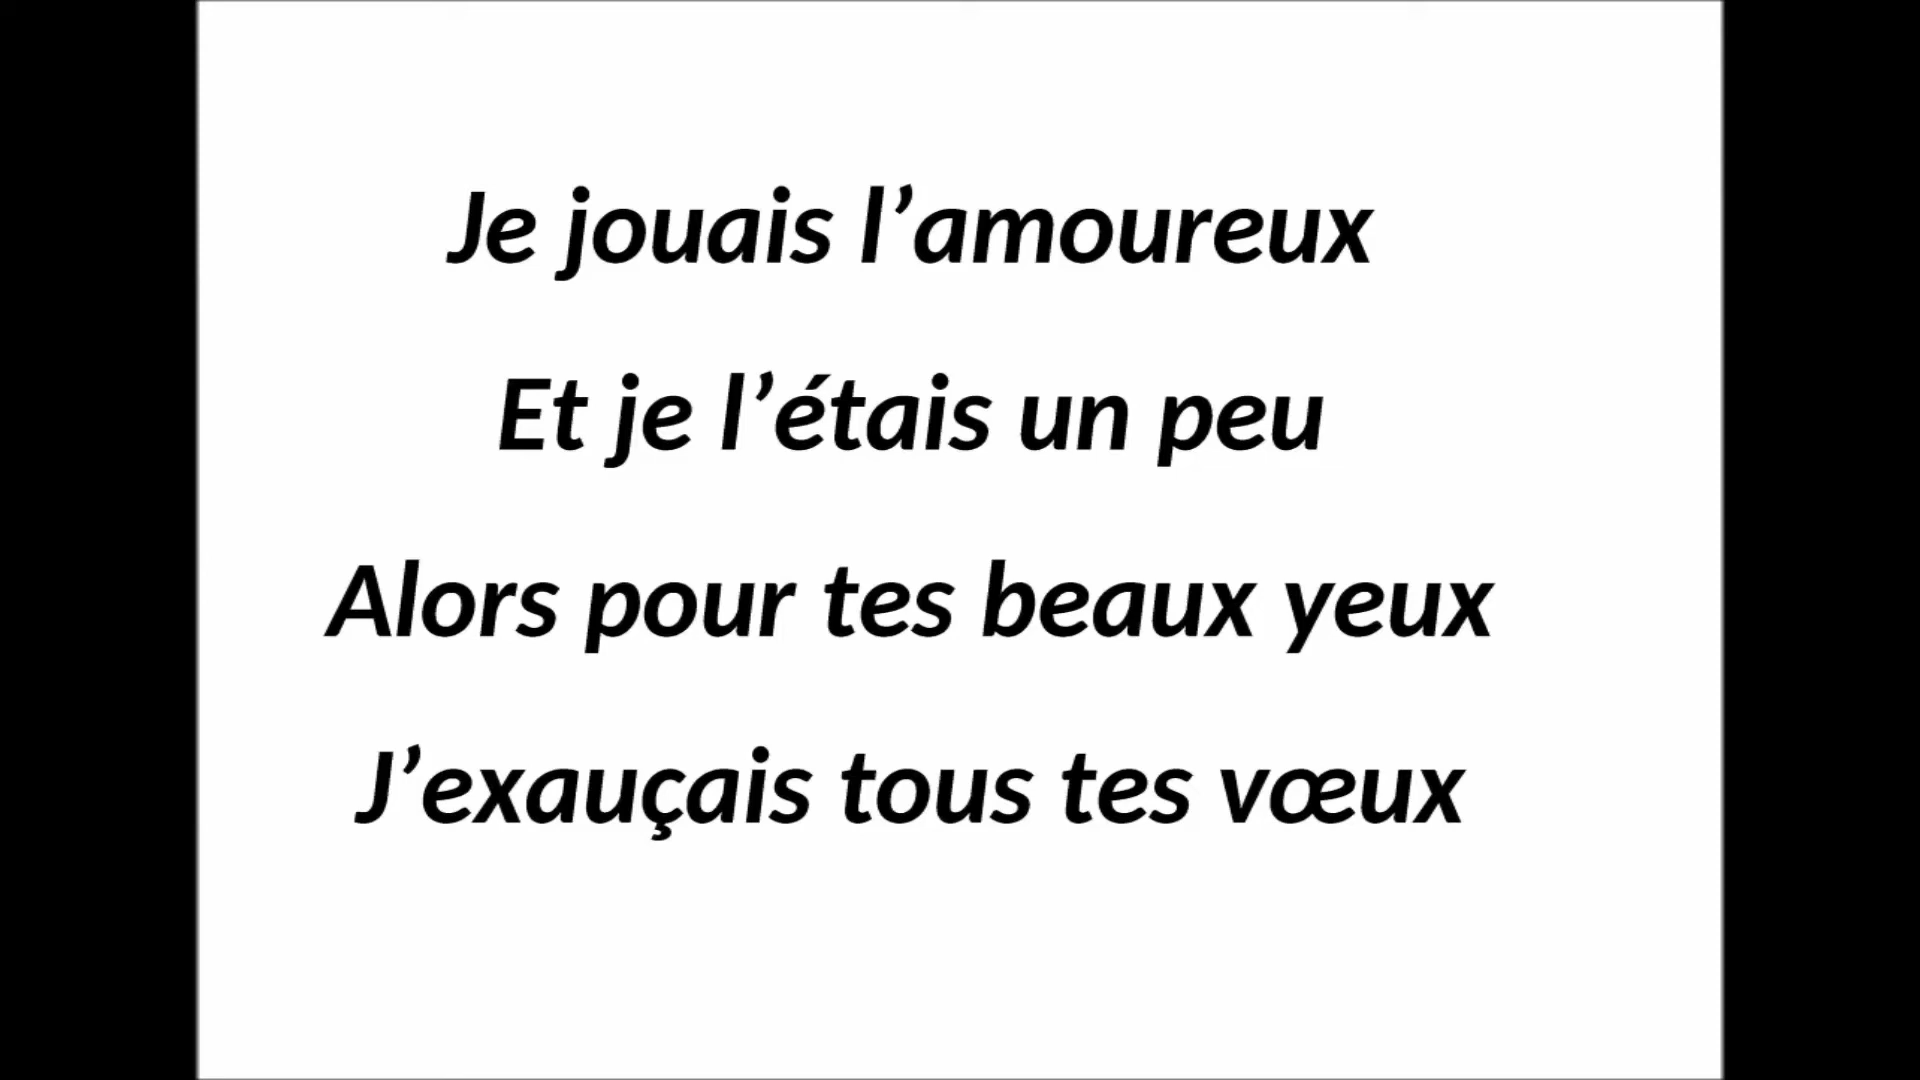 Je jouais l’amoureux
Et je l’étais un peu
Alors pour tes beaux yeux
J’exauçais tous tes vœux